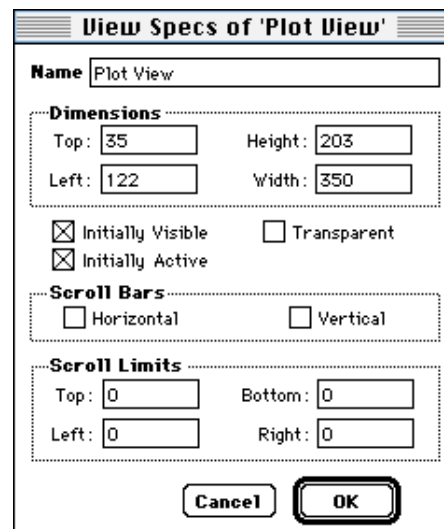 View Specs of 'Plot View'
Name Plot View
Dimensions
Top: 35 Height: 203
Left: 122 Width: 350
Initially Visible Transparent
Initially Active
Scroll Bars
Horizontal Vertical
Scroll Limits
Top: 0 Bottom: 0
Left: 0 Right: 0
Cancel OK